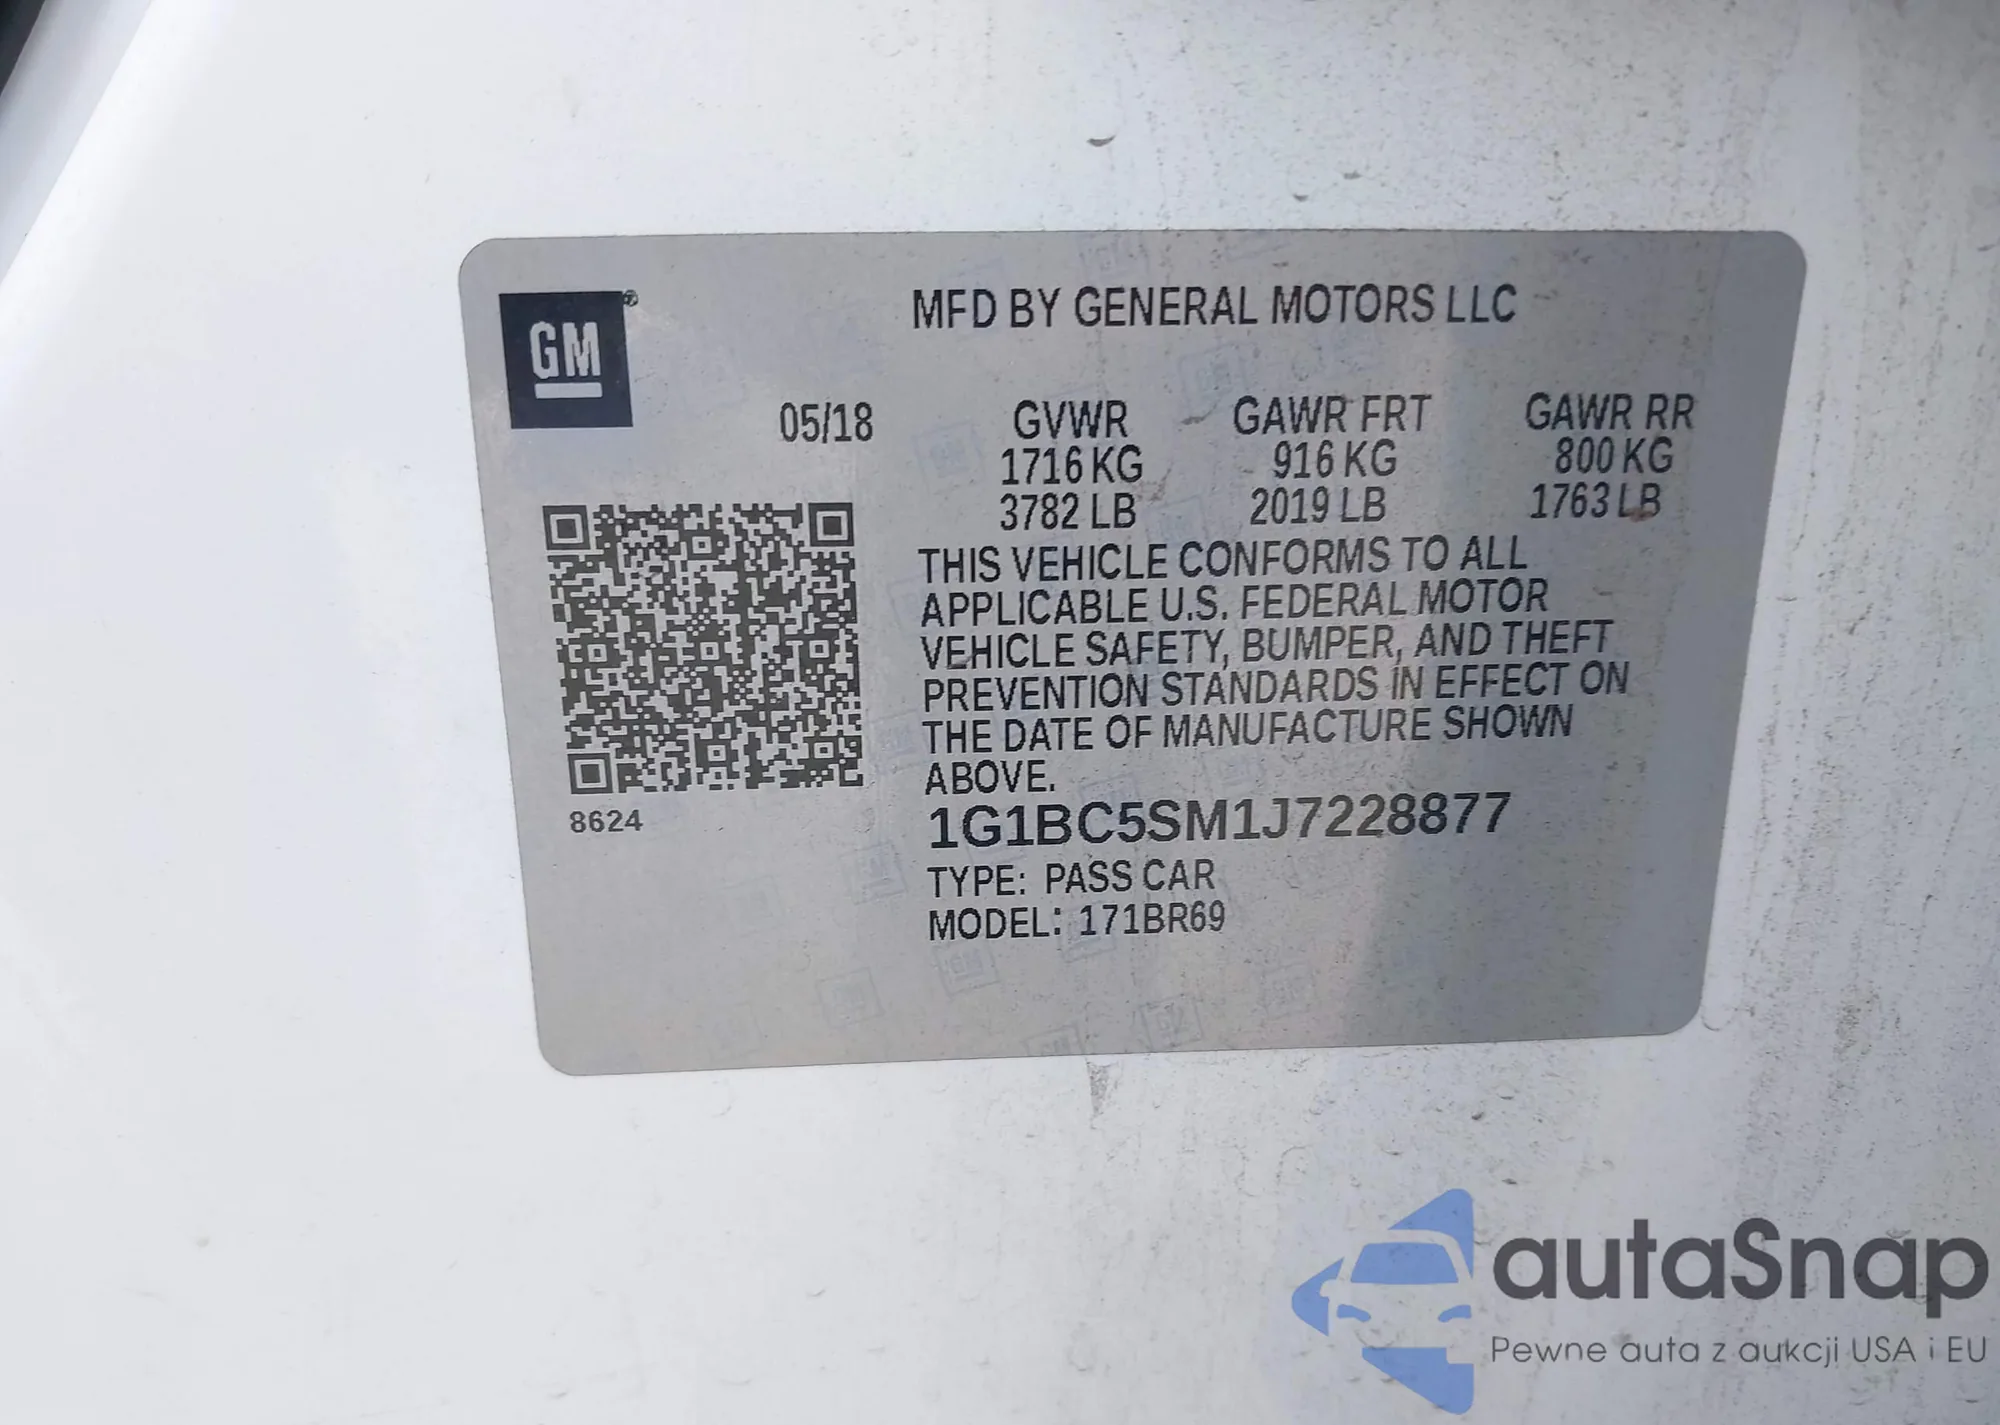 GM®
MFD BY GENERAL MOTORS LLC
05/18 GVWR GAWR FRT GAWR RR
1716 KG 916 KG 800 KG
3782 LB 2019 LB 1763 LB
THIS VEHICLE CONFORMS TO ALL
APPLICABLE U.S. FEDERAL MOTOR
VEHICLE SAFETY, BUMPER, AND THEFT
PREVENTION STANDARDS IN EFFECT ON
THE DATE OF MANUFACTURE SHOWN
ABOVE.
8624
1G1BC5SM1J7228877
TYPE: PASS CAR
MODEL: 171BR69
autaSnap
Pewne auta z aukcji USA i EU